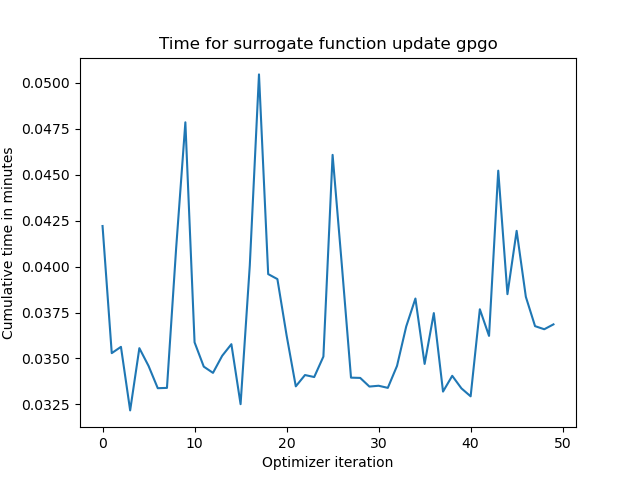 Time for surrogate function update gpgo
0.0500
0.0475
0.0450
0.0425
0.0400
0.0375
0.0350
0.0325
Cumulative time in minutes
0 10 20 30 40 50
Optimizer iteration